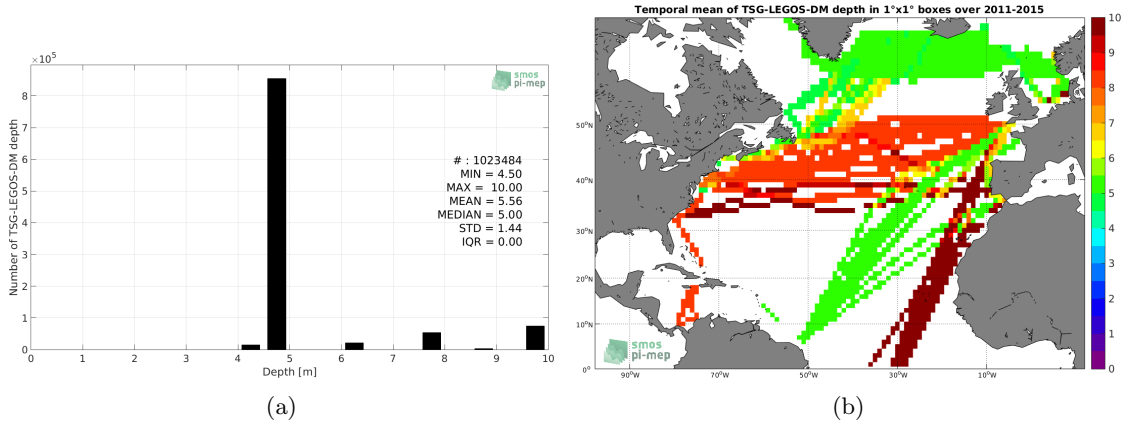 ×10^5
8
7
6
5
4
3
2
1
0
Number of TSG-LEGOS-DM depth
0 1 2 3 4 5 6 7 8 9 10
Depth [m]
smos
pi-mep
# : 1023484
MIN = 4.50
MAX = 10.00
MEAN = 5.56
MEDIAN = 5.00
STD = 1.44
IQR = 0.00
(a)
Temporal mean of TSG-LEGOS-DM depth in 1°x1° boxes over 2011-2015
50°N
40°N
30°N
20°N
10°N
0°
90°W 70°W 50°W 30°W 10°W
smos
pi-mep
10
9
8
7
6
5
4
3
2
1
0
(b)